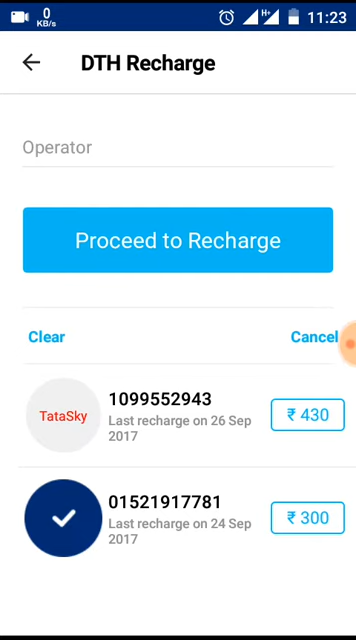 0
KB/s
H+
11:23
DTH Recharge
Operator
Proceed to Recharge
Clear
Cancel
TataSky
1099552943
Last recharge on 26 Sep
2017
₹ 430
01521917781
Last recharge on 24 Sep
2017
₹ 300